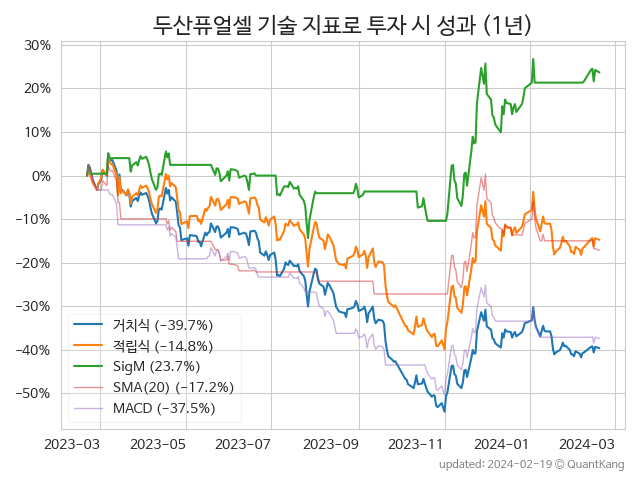 두산퓨얼셀 기술 지표로 투자 시 성과 (1년)
30%
20%
10%
0%
−10%
−20%
−30%
−40%
−50%
거치식 (−39.7%)
적립식 (−14.8%)
SigM (23.7%)
SMA(20) (−17.2%)
MACD (−37.5%)
2023-03 2023-05 2023-07 2023-09 2023-11 2024-01 2024-03
updated: 2024-02-19 © QuantKang